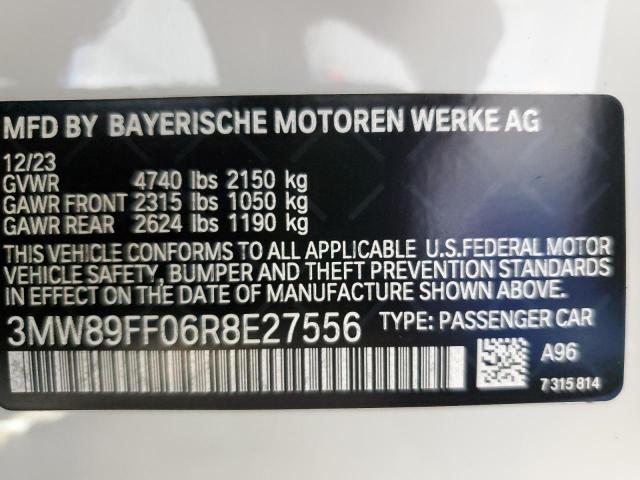 MFD BY BAYERISCHE MOTOREN WERKE AG
12/23
GVWR 4740 lbs 2150 kg
GAWR FRONT 2315 lbs 1050 kg
GAWR REAR 2624 lbs 1190 kg
THIS VEHICLE CONFORMS TO ALL APPLICABLE U.S.FEDERAL MOTOR
VEHICLE SAFETY, BUMPER AND THEFT PREVENTION STANDARDS
IN EFFECT ON THE DATE OF MANUFACTURE SHOWN ABOVE.
3MW89FF06R8E27556 TYPE: PASSENGER CAR
A96
7 315 814